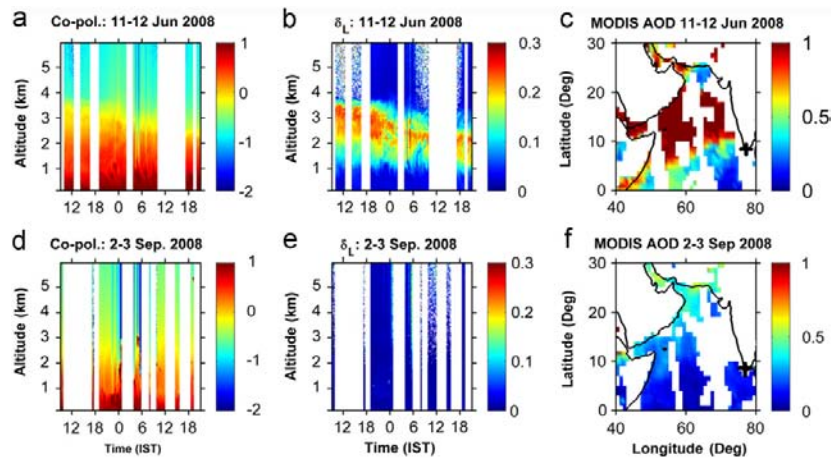 a Co-pol.: 11-12 Jun 2008
b δL: 11-12 Jun 2008
c MODIS AOD 11-12 Jun 2008
Altitude (km)
5
4
3
2
1
12 18 0 6 12 18
1
0
-1
-2
Altitude (km)
5
4
3
2
1
12 18 0 6 12 18
0.3
0.2
0.1
0
Latitude (Deg)
30
20
10
0
40 60 80
1
0.5
0
d Co-pol.: 2-3 Sep. 2008
e δL: 2-3 Sep. 2008
f MODIS AOD 2-3 Sep 2008
Altitude (km)
5
4
3
2
1
12 18 0 6 12 18
Time (IST)
1
0
-1
-2
Altitude (km)
5
4
3
2
1
12 18 0 6 12 18
Time (IST)
0.3
0.2
0.1
0
Latitude (Deg)
30
20
10
0
40 60 80
Longitude (Deg)
1
0.5
0